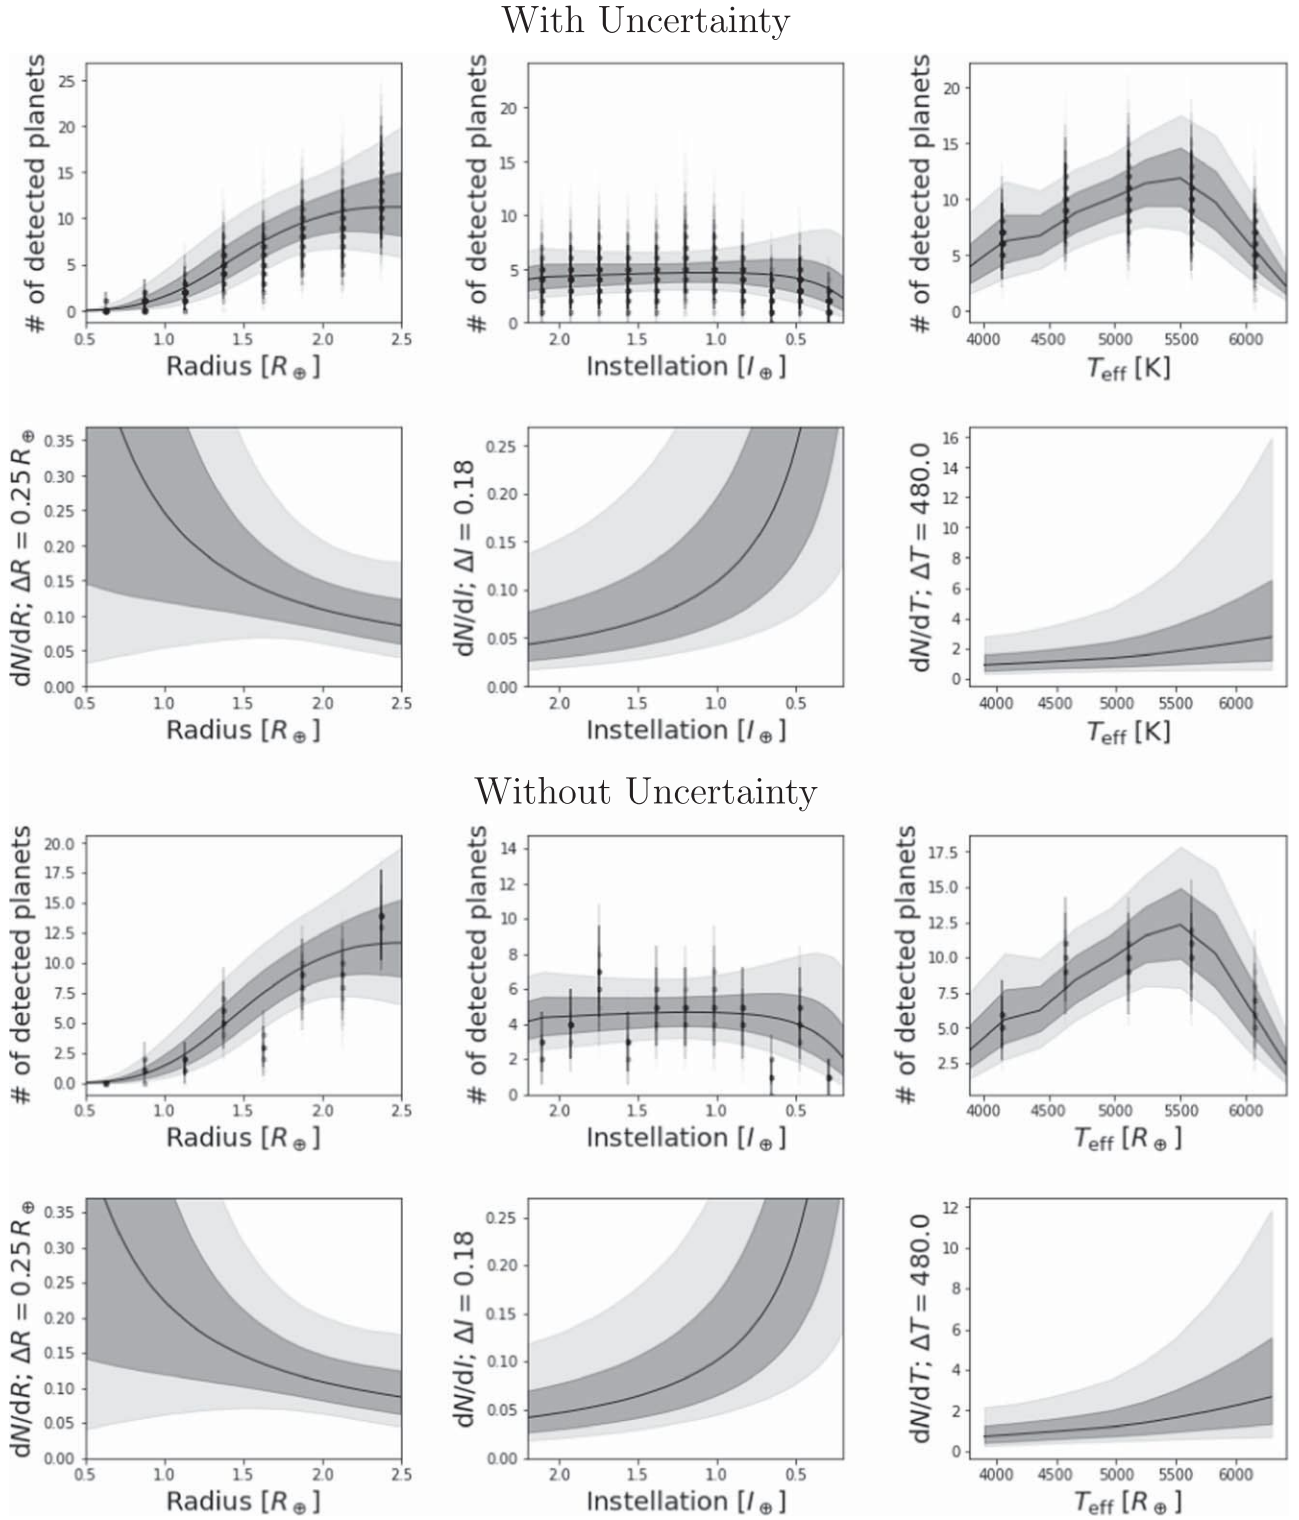 With Uncertainty
# of detected planets
25
20
15
10
5
0
0.5 1.0 1.5 2.0 2.5
Radius [R⊕]
# of detected planets
20
15
10
5
0
2.0 1.5 1.0 0.5
Instellation [I⊕]
# of detected planets
20
15
10
5
0
4000 4500 5000 5500 6000
Teff [K]
dN/dR; ΔR = 0.25R⊕
0.35
0.30
0.25
0.20
0.15
0.10
0.05
0.00
0.5 1.0 1.5 2.0 2.5
Radius [R⊕]
dN/dI; ΔI = 0.18
0.25
0.20
0.15
0.10
0.05
0.00
2.0 1.5 1.0 0.5
Instellation [I⊕]
dN/dT; ΔT = 480.0
16
14
12
10
8
6
4
2
0
4000 4500 5000 5500 6000
Teff [K]
Without Uncertainty
# of detected planets
20.0
17.5
15.0
12.5
10.0
7.5
5.0
2.5
0.0
0.5 1.0 1.5 2.0 2.5
Radius [R⊕]
# of detected planets
14
12
10
8
6
4
2
0
2.0 1.5 1.0 0.5
Instellation [I⊕]
# of detected planets
17.5
15.0
12.5
10.0
7.5
5.0
2.5
4000 4500 5000 5500 6000
Teff [R⊕]
dN/dR; ΔR = 0.25R⊕
0.35
0.30
0.25
0.20
0.15
0.10
0.05
0.00
0.5 1.0 1.5 2.0 2.5
Radius [R⊕]
dN/dI; ΔI = 0.18
0.25
0.20
0.15
0.10
0.05
0.00
2.0 1.5 1.0 0.5
Instellation [I⊕]
dN/dT; ΔT = 480.0
12
10
8
6
4
2
0
4000 4500 5000 5500 6000
Teff [R⊕]